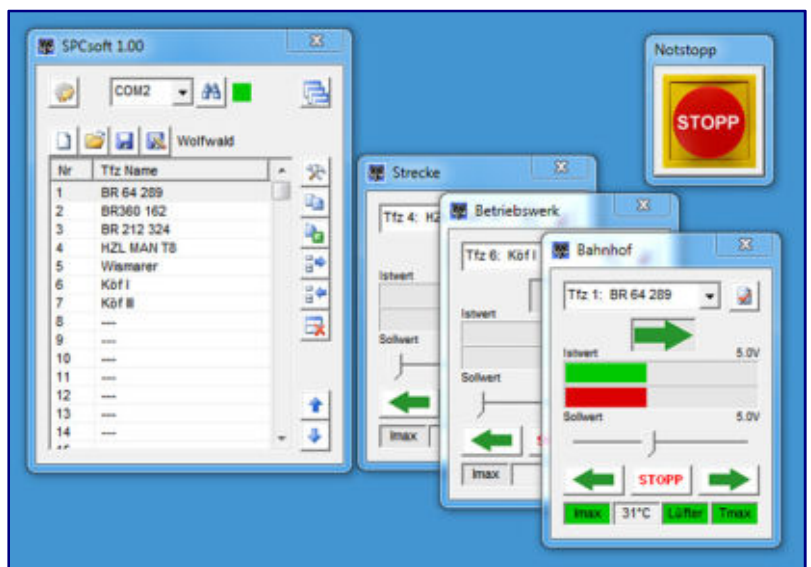 SPCsoft 1.00
COM2
Wolfwald
Nr Tfz Name
1 BR 64 289
2 BR360 162
3 BR 212 324
4 HZL MAN T8
5 Wismarer
6 Köf I
7 Köf III
8 ---
9 ---
10 ---
11 ---
12 ---
13 ---
14 ---
Notstopp
STOPP
Strecke
Tfz 4: HZ
Istwert
Sollwert
Imax
Betriebswerk
Tfz 6: Köf I
Istwert
Sollwert
Imax
Bahnhof
Tfz 1: BR 64 289
Istwert 5.0V
Sollwert 5.0V
STOPP
Imax 31°C Lüfter Tmax